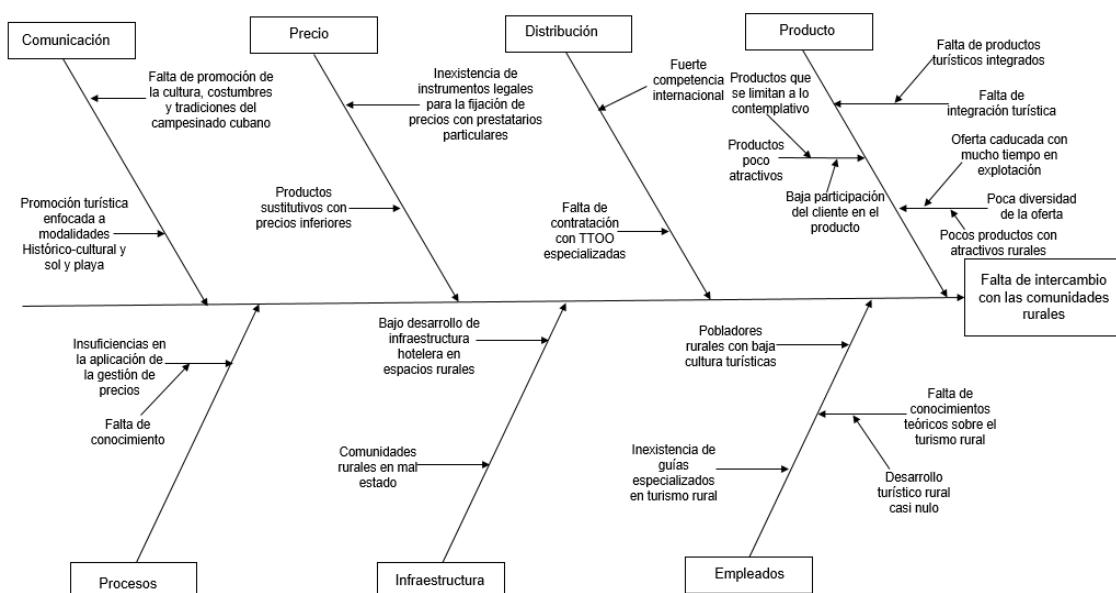 Comunicación
Precio
Distribución
Producto
Falta de promoción de
la cultura, costumbres
y tradiciones del
campesinado cubano
Promoción turística
enfocada a
modalidades
Histórico-cultural y
sol y playa
Inexistencia de
instrumentos legales
para la fijación de
precios con prestatarios
particulares
Productos
sustitutivos con
precios inferiores
Fuerte
competencia
internacional
Falta de
contratación
con TTOO
especializadas
Productos que
se limitan a lo
contemplativo
Productos
poco
atractivos
Baja participación
del cliente en el
producto
Falta de productos
turísticos integrados
Falta de
integración turística
Oferta caducada con
mucho tiempo en
explotación
Poca diversidad
de la oferta
Pocos productos con
atractivos rurales
Falta de intercambio
con las comunidades
rurales
Insuficiencias en
la aplicación de
la gestión de
precios
Falta de
conocimiento
Bajo desarrollo de
infraestructura
hotelera en
espacios rurales
Comunidades
rurales en mal
estado
Pobladores
rurales con baja
cultura turísticas
Inexistencia de
guías
especializados
en turismo rural
Falta de
conocimientos
teóricos sobre el
turismo rural
Desarrollo
turístico rural
casi nulo
Procesos
Infraestructura
Empleados